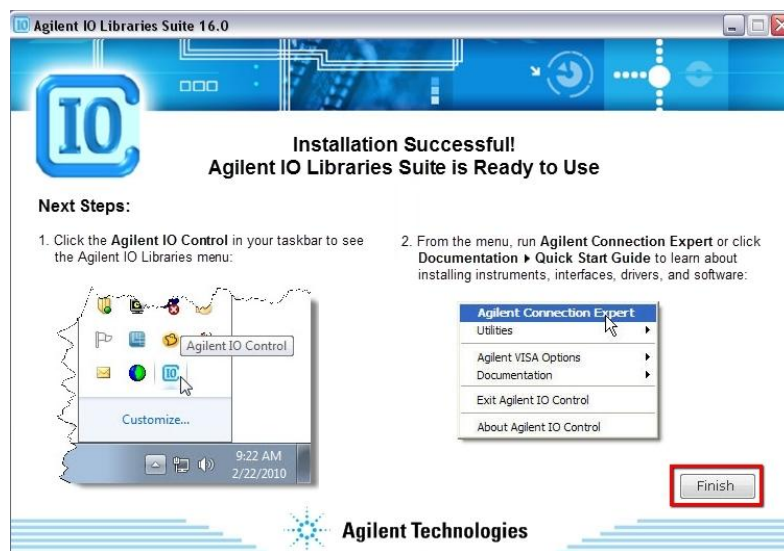 IO Agilent IO Libraries Suite 16.0
IO
Installation Successful!
Agilent IO Libraries Suite is Ready to Use
Next Steps:
1. Click the Agilent IO Control in your taskbar to see
the Agilent IO Libraries menu:
Agilent IO Control
IO
Customize...
9:22 AM
2/22/2010
2. From the menu, run Agilent Connection Expert or click
Documentation ▸ Quick Start Guide to learn about
installing instruments, interfaces, drivers, and software:
Agilent Connection Expert
Utilities
Agilent VISA Options
Documentation
Exit Agilent IO Control
About Agilent IO Control
Finish
Agilent Technologies